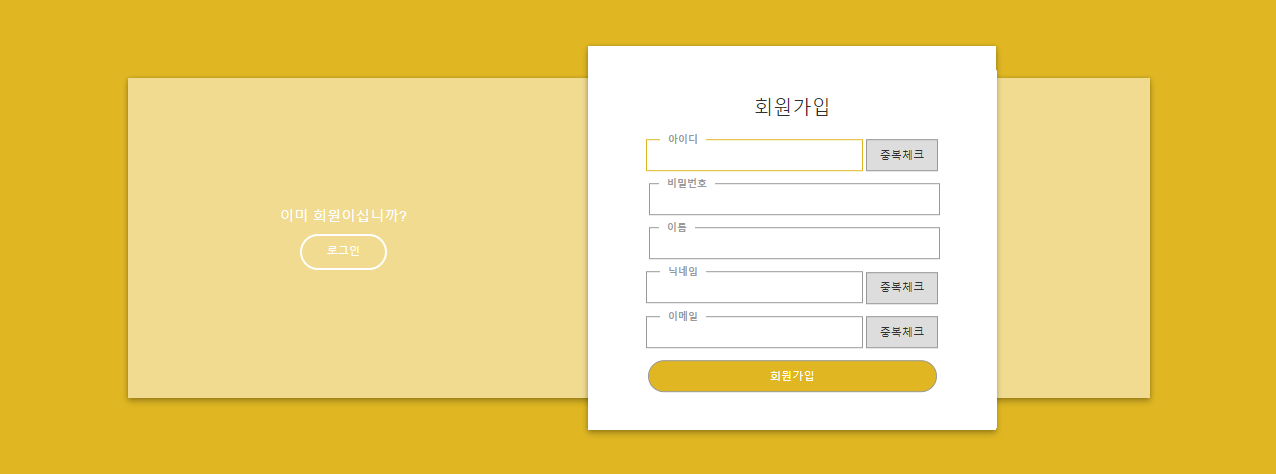 이미 회원이십니까?
로그인
회원가입
아이디
중복체크
비밀번호
이름
닉네임
중복체크
이메일
중복체크
회원가입